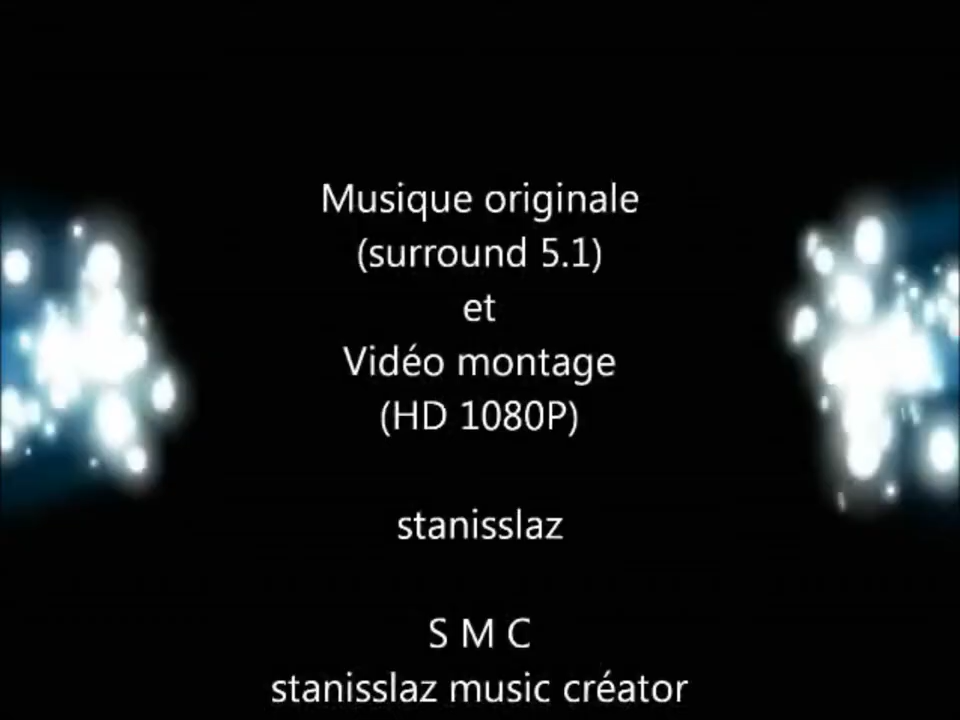 Musique originale
(surround 5.1)
et
Vidéo montage
(HD 1080P)
stanisslaz
S M C
stanisslaz music créator